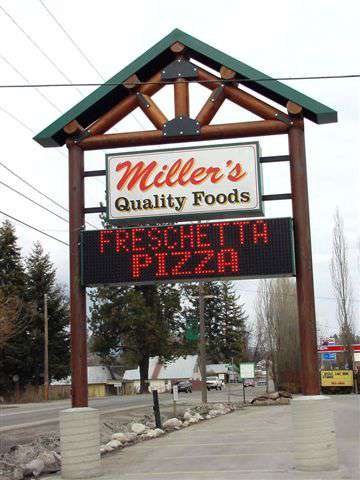 Miller's
Quality Foods
FRESCHETTA
PIZZA